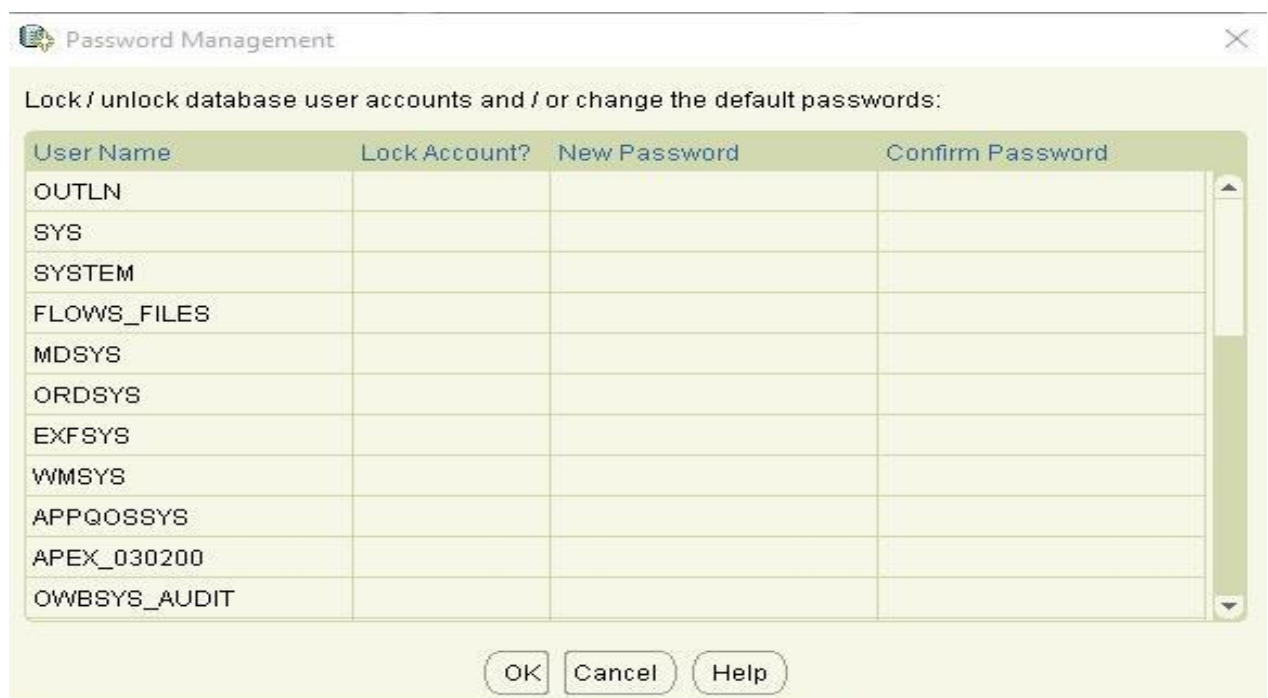 Password Management
Lock / unlock database user accounts and / or change the default passwords:
User Name Lock Account? New Password Confirm Password
OUTLN
SYS
SYSTEM
FLOWS_FILES
MDSYS
ORDSYS
EXFSYS
WMSYS
APPQOSSYS
APEX_030200
OWBSYS_AUDIT
OK Cancel Help